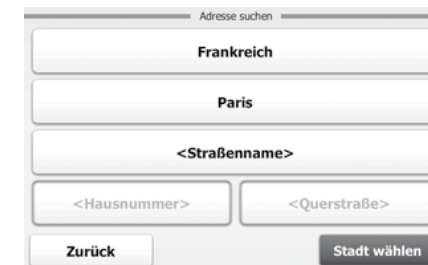 Adresse suchen
Frankreich
Paris
<Straßenname>
<Hausnummer> <Querstraße>
Zurück Stadt wählen